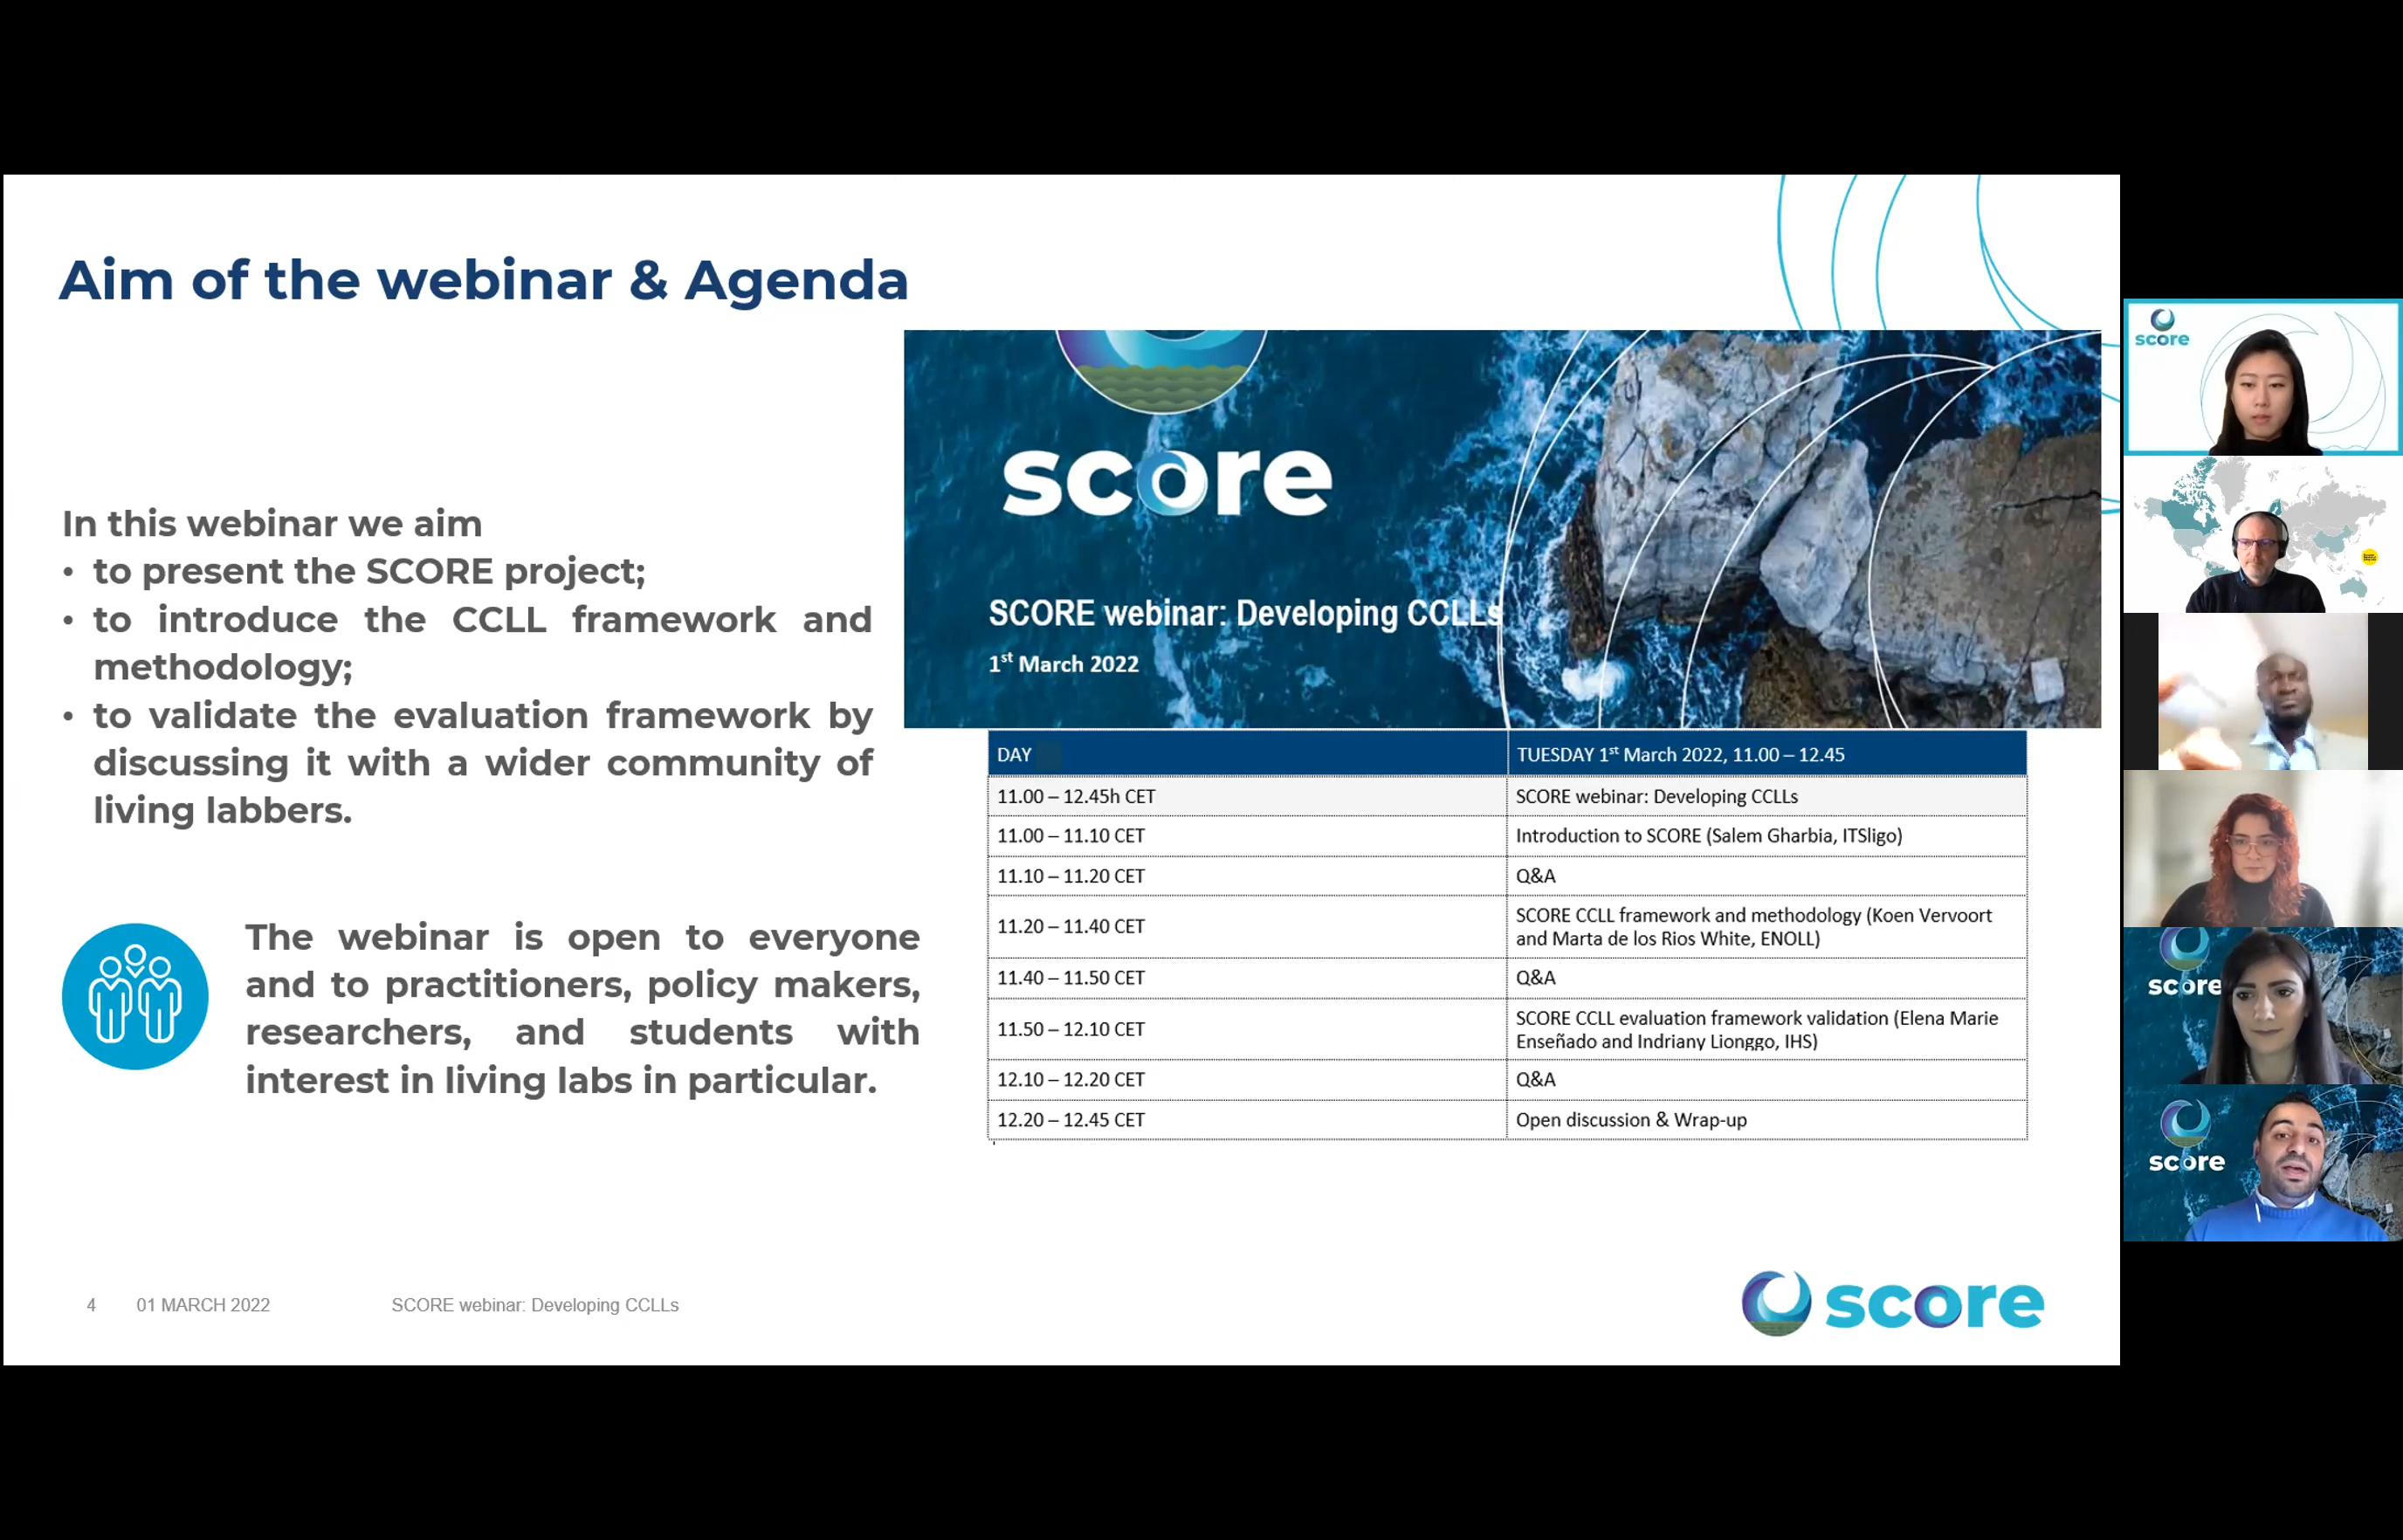 Aim of the webinar & Agenda
In this webinar we aim
• to present the SCORE project;
• to introduce the CCLL framework and
methodology;
• to validate the evaluation framework by
discussing it with a wider community of
living labbers.
The webinar is open to everyone
and to practitioners, policy makers,
researchers, and students with
interest in living labs in particular.
score
SCORE webinar: Developing CCLLs
1st March 2022
DAY TUESDAY 1st March 2022, 11.00 – 12.45
11.00 – 12.45h CET SCORE webinar: Developing CCLLs
11.00 – 11.10 CET Introduction to SCORE (Salem Gharbia, ITSligo)
11.10 – 11.20 CET Q&A
11.20 – 11.40 CET SCORE CCLL framework and methodology (Koen Vervoort
and Marta de los Rios White, ENOLL)
11.40 – 11.50 CET Q&A
11.50 – 12.10 CET SCORE CCLL evaluation framework validation (Elena Marie
Enseñado and Indriany Lionggo, IHS)
12.10 – 12.20 CET Q&A
12.20 – 12.45 CET Open discussion & Wrap-up
4 01 MARCH 2022 SCORE webinar: Developing CCLLs
score
score
score
score